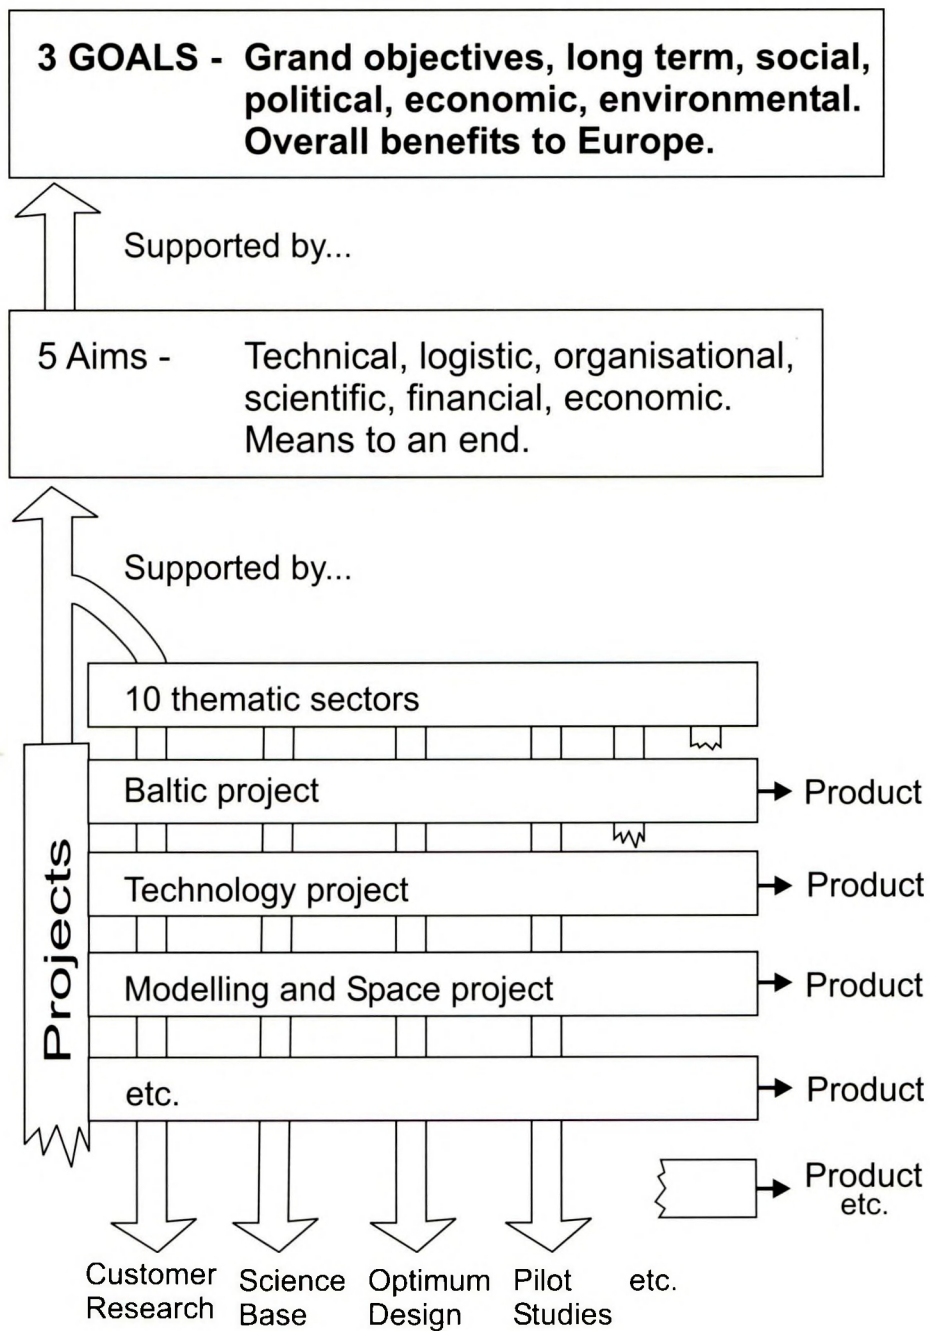 3 GOALS - Grand objectives, long term, social,
political, economic, environmental.
Overall benefits to Europe.
Supported by...
5 Aims - Technical, logistic, organisational,
scientific, financial, economic.
Means to an end.
Supported by...
10 thematic sectors
Projects
Baltic project
Product
Technology project
Product
Modelling and Space project
Product
etc.
Product
Product
etc.
Customer
Research
Science
Base
Optimum
Design
Pilot
Studies
etc.